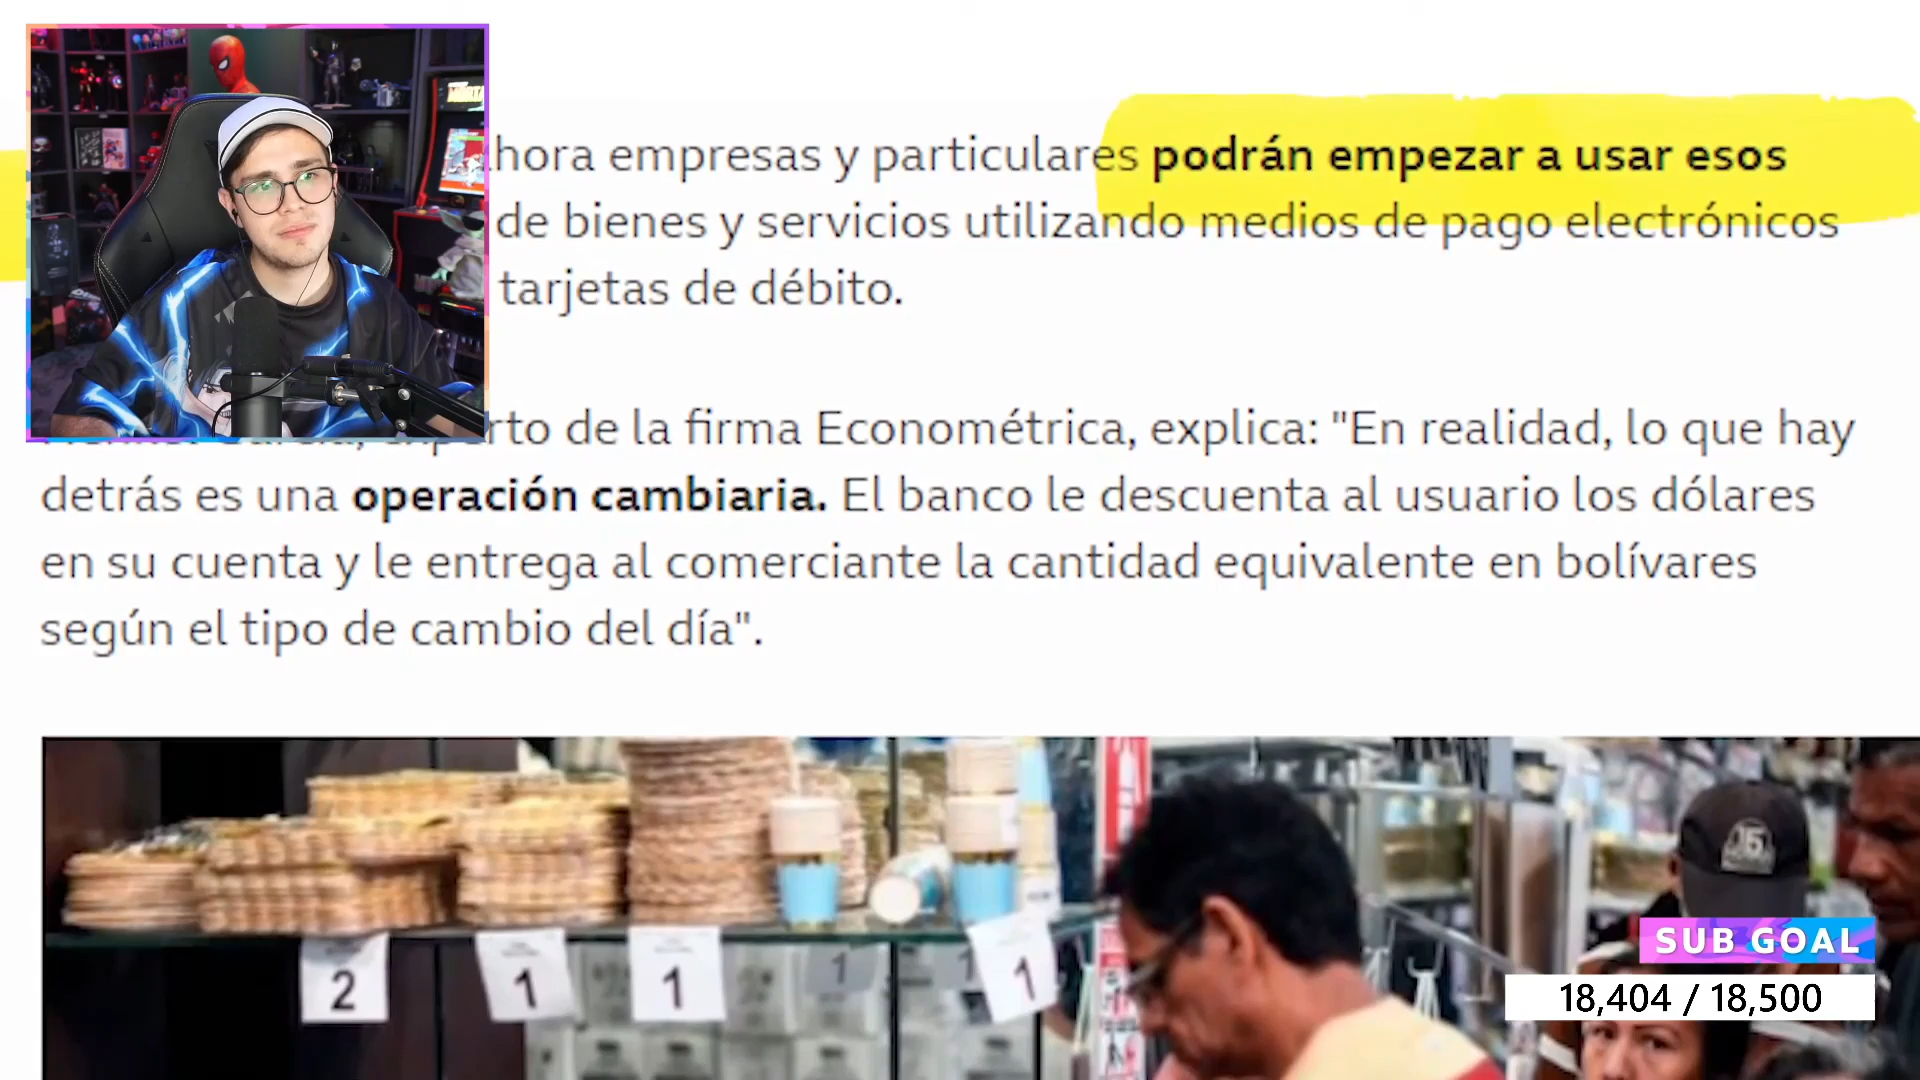 hora empresas y particulares podrán empezar a usar esos
de bienes y servicios utilizando medios de pago electrónicos
tarjetas de débito.
de la firma Econométrica, explica: "En realidad, lo que hay
detrás es una operación cambiaria. El banco le descuenta al usuario los dólares
en su cuenta y le entrega al comerciante la cantidad equivalente en bolívares
según el tipo de cambio del día".
2
1
1
1
1
SUB GOAL
18,404 / 18,500